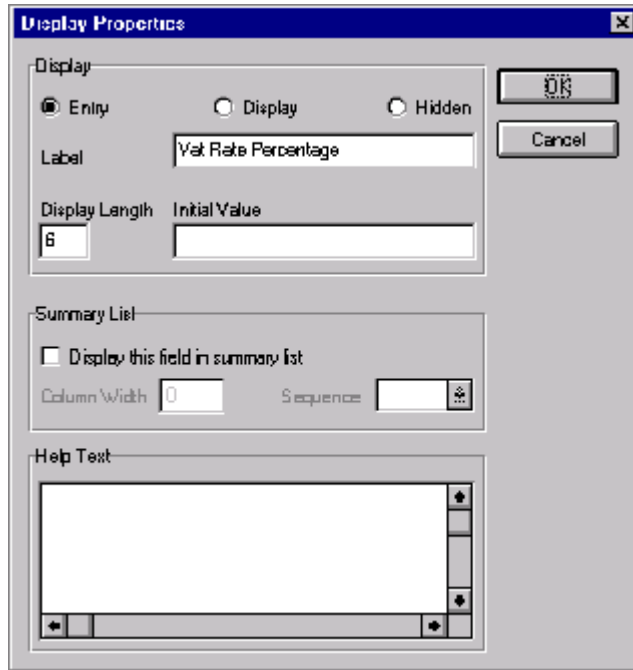 Display Properties
Display
Entry Display Hidden
OK
Label Vat Rate Percentage
Cancel
Display Length Initial Value
6
Summary List
Display this field in summary list
Column Width 0 Sequence
Help Text